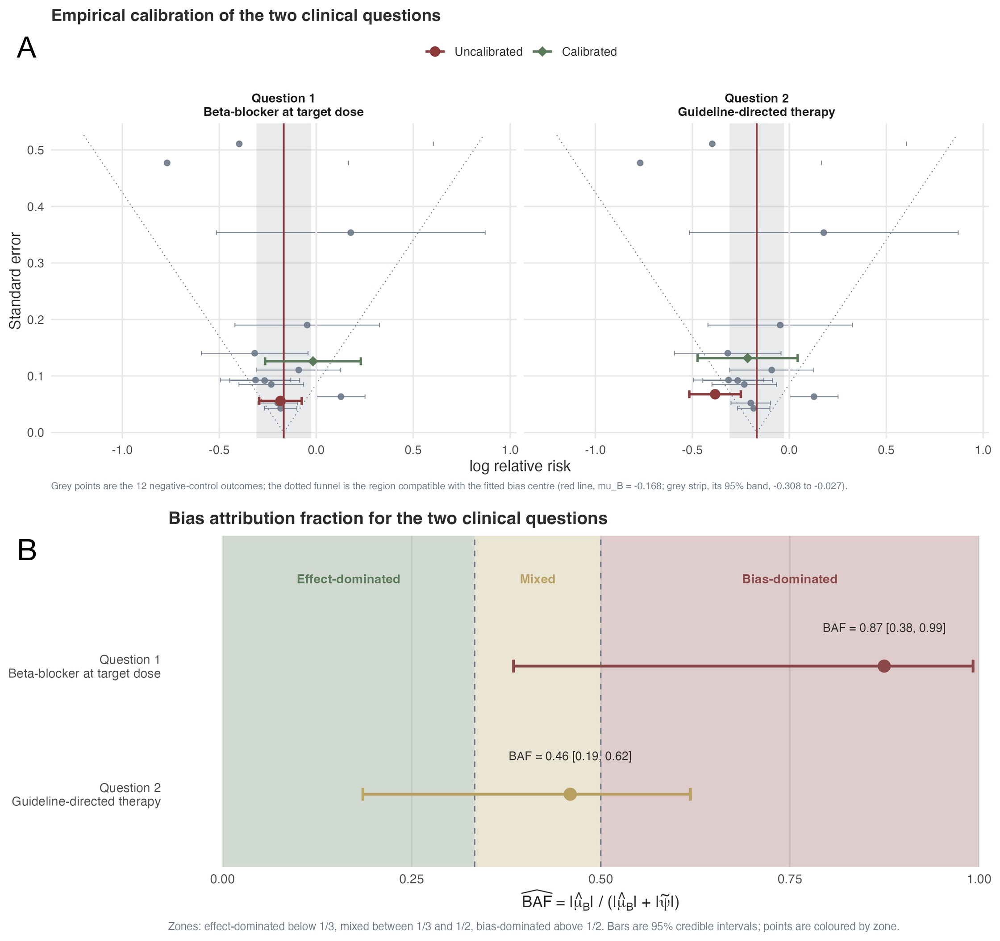 Empirical calibration of the two clinical questions
A
Uncalibrated Calibrated
Question 1
Beta-blocker at target dose
Question 2
Guideline-directed therapy
Standard error
0.5
0.4
0.3
0.2
0.1
0.0
-1.0 -0.5 0.0 0.5 1.0
-1.0 -0.5 0.0 0.5 1.0
log relative risk
Grey points are the 12 negative-control outcomes; the dotted funnel is the region compatible with the fitted bias centre (red line, mu_B = -0.168; grey strip, its 95% band, -0.308 to -0.027).
Bias attribution fraction for the two clinical questions
B
Effect-dominated Mixed Bias-dominated
BAF = 0.87 [0.38, 0.99]
Question 1
Beta-blocker at target dose
BAF = 0.46 [0.19, 0.62]
Question 2
Guideline-directed therapy
0.00 0.25 0.50 0.75 1.00
B͡AF = |μ̂_B| / (|μ̂_B| + |ψ̃|)
Zones: effect-dominated below 1/3, mixed between 1/3 and 1/2, bias-dominated above 1/2. Bars are 95% credible intervals; points are coloured by zone.